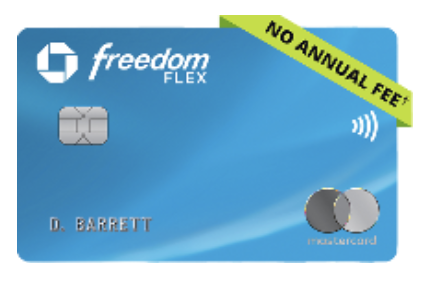 freedom
FLEX
NO ANNUAL FEE†
D. BARRETT
mastercard